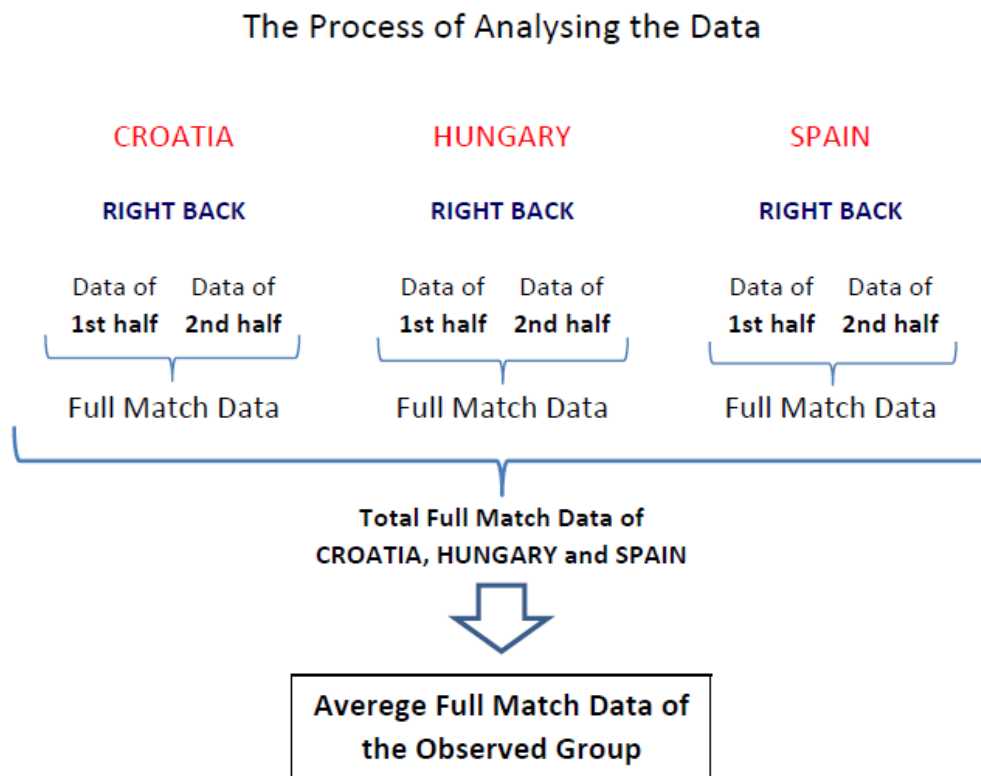 The Process of Analysing the Data
CROATIA HUNGARY SPAIN
RIGHT BACK RIGHT BACK RIGHT BACK
Data of Data of Data of Data of Data of Data of
1st half 2nd half 1st half 2nd half 1st half 2nd half
Full Match Data Full Match Data Full Match Data
Total Full Match Data of
CROATIA, HUNGARY and SPAIN
Averege Full Match Data of
the Observed Group